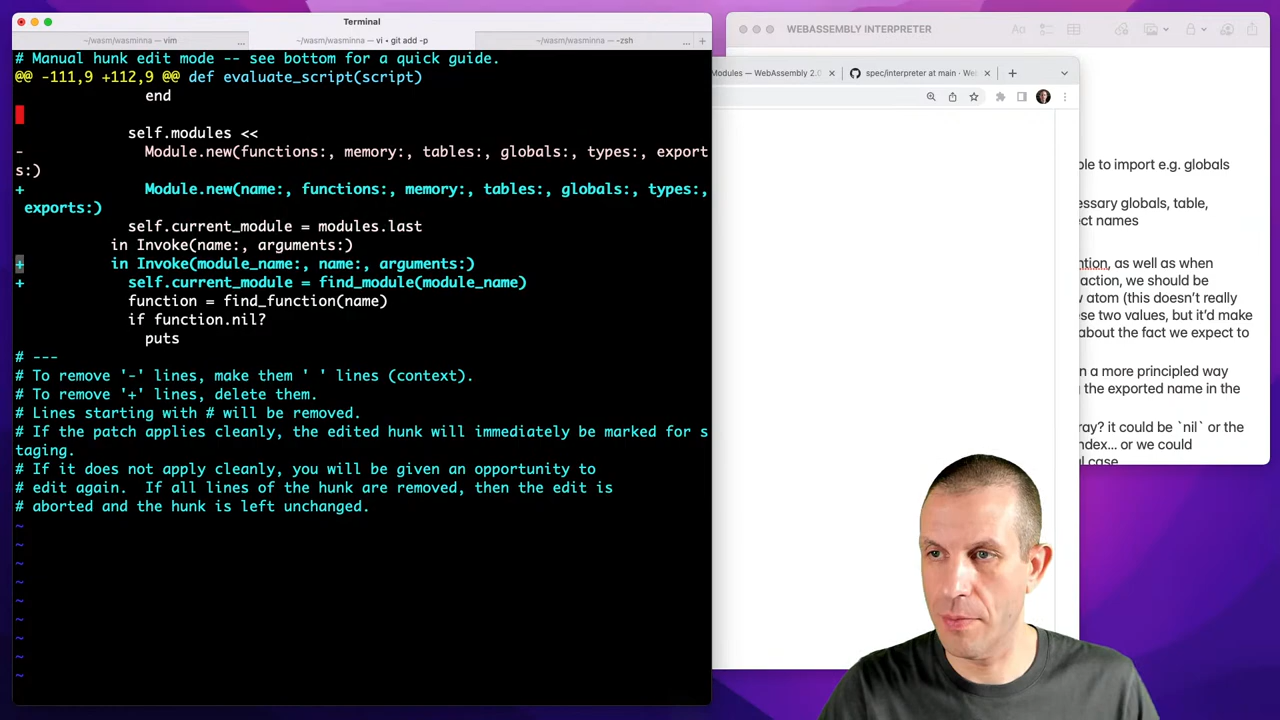 Terminal
WEBASSEMBLY INTERPRETER
~/wasm/wasminna — vim
...
~/wasm/wasminna — vi • git add -p
~/wasm/wasminna — -zsh
...
# Manual hunk edit mode -- see bottom for a quick guide.
@@ -111,9 +112,9 @@ def evaluate_script(script)
end
self.modules <<
- Module.new(functions:, memory:, tables:, globals:, types:, export
s:)
+ Module.new(name:, functions:, memory:, tables:, globals:, types:,
exports:)
self.current_module = modules.last
in Invoke(name:, arguments:)
+ in Invoke(module_name:, name:, arguments:)
+ self.current_module = find_module(module_name)
function = find_function(name)
if function.nil?
puts
# ---
# To remove '-' lines, make them ' ' lines (context).
# To remove '+' lines, delete them.
# Lines starting with # will be removed.
# If the patch applies cleanly, the edited hunk will immediately be marked for s
taging.
# If it does not apply cleanly, you will be given an opportunity to
# edit again.  If all lines of the hunk are removed, then the edit is
# aborted and the hunk is left unchanged.
~
~
~
~
~
~
~
~
~
Modules — WebAssembly 2.0
spec/interpreter at main · We
ble to import e.g. globals
essary globals, table,
ect names
ntion, as well as when
action, we should be
w atom (this doesn't really
ese two values, but it'd make
about the fact we expect to
n a more principled way
g the exported name in the
ray? it could be `nil` or the
ndex… or we could
al case